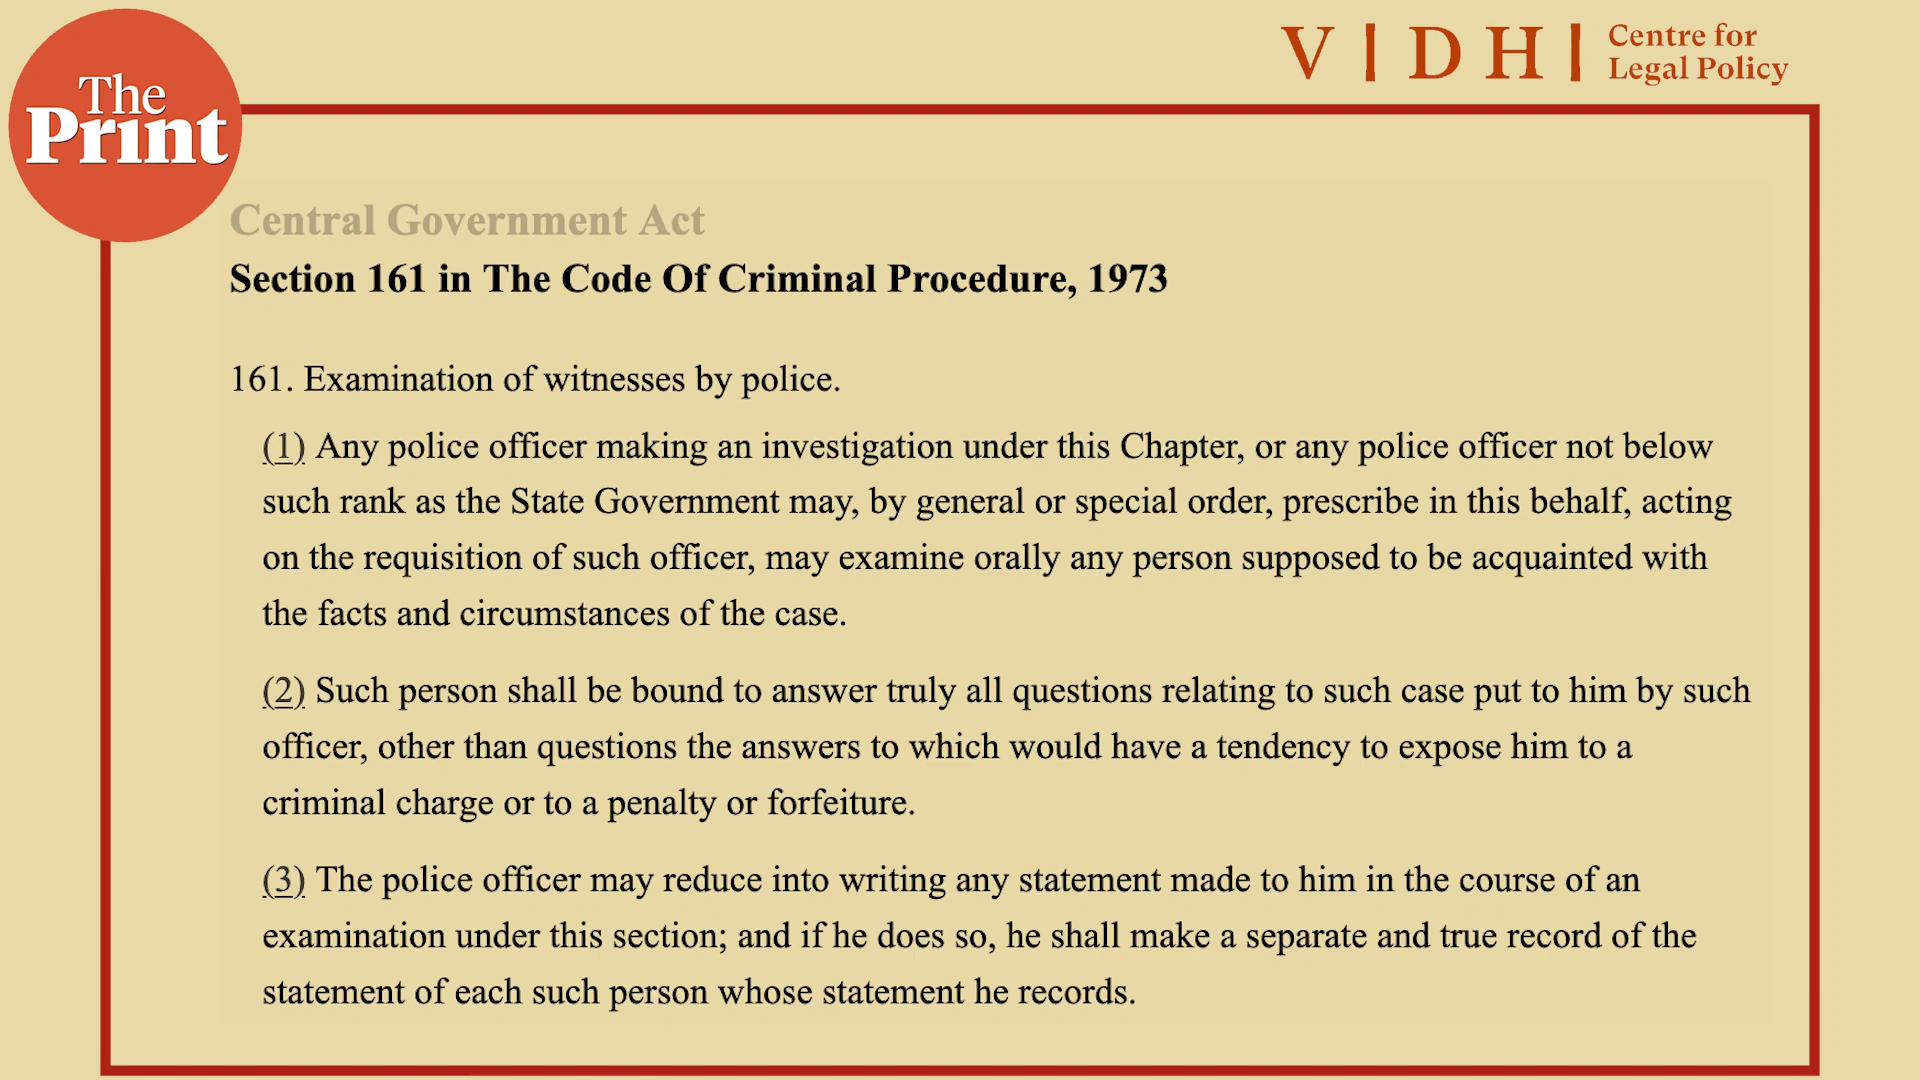 The
Print
V|DH|
Centre for
Legal Policy
Central Government Act
Section 161 in The Code Of Criminal Procedure, 1973
161. Examination of witnesses by police.
(1) Any police officer making an investigation under this Chapter, or any police officer not below
such rank as the State Government may, by general or special order, prescribe in this behalf, acting
on the requisition of such officer, may examine orally any person supposed to be acquainted with
the facts and circumstances of the case.
(2) Such person shall be bound to answer truly all questions relating to such case put to him by such
officer, other than questions the answers to which would have a tendency to expose him to a
criminal charge or to a penalty or forfeiture.
(3) The police officer may reduce into writing any statement made to him in the course of an
examination under this section; and if he does so, he shall make a separate and true record of the
statement of each such person whose statement he records.